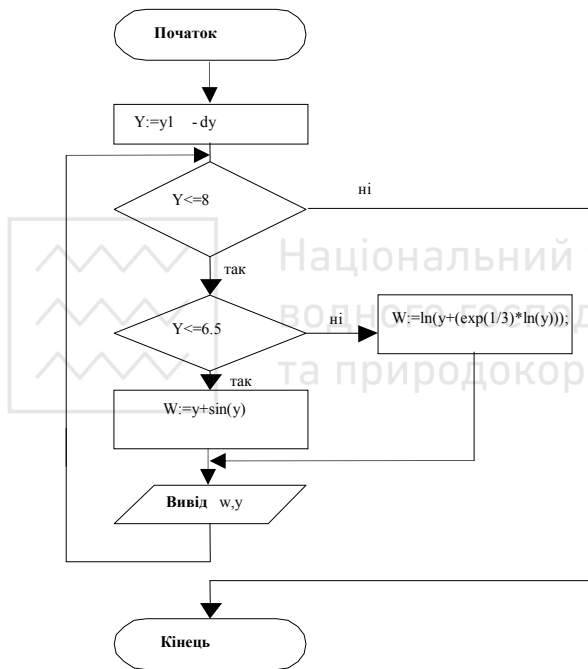 Початок
Y:=y1 - dy
Y<=8
ні
так
Національний
водного господ
та природокор
Y<=6.5
ні
W:=ln(y+(exp(1/3)*ln(y)));
так
W:=y+sin(y)
Вивід w,y
Кінець